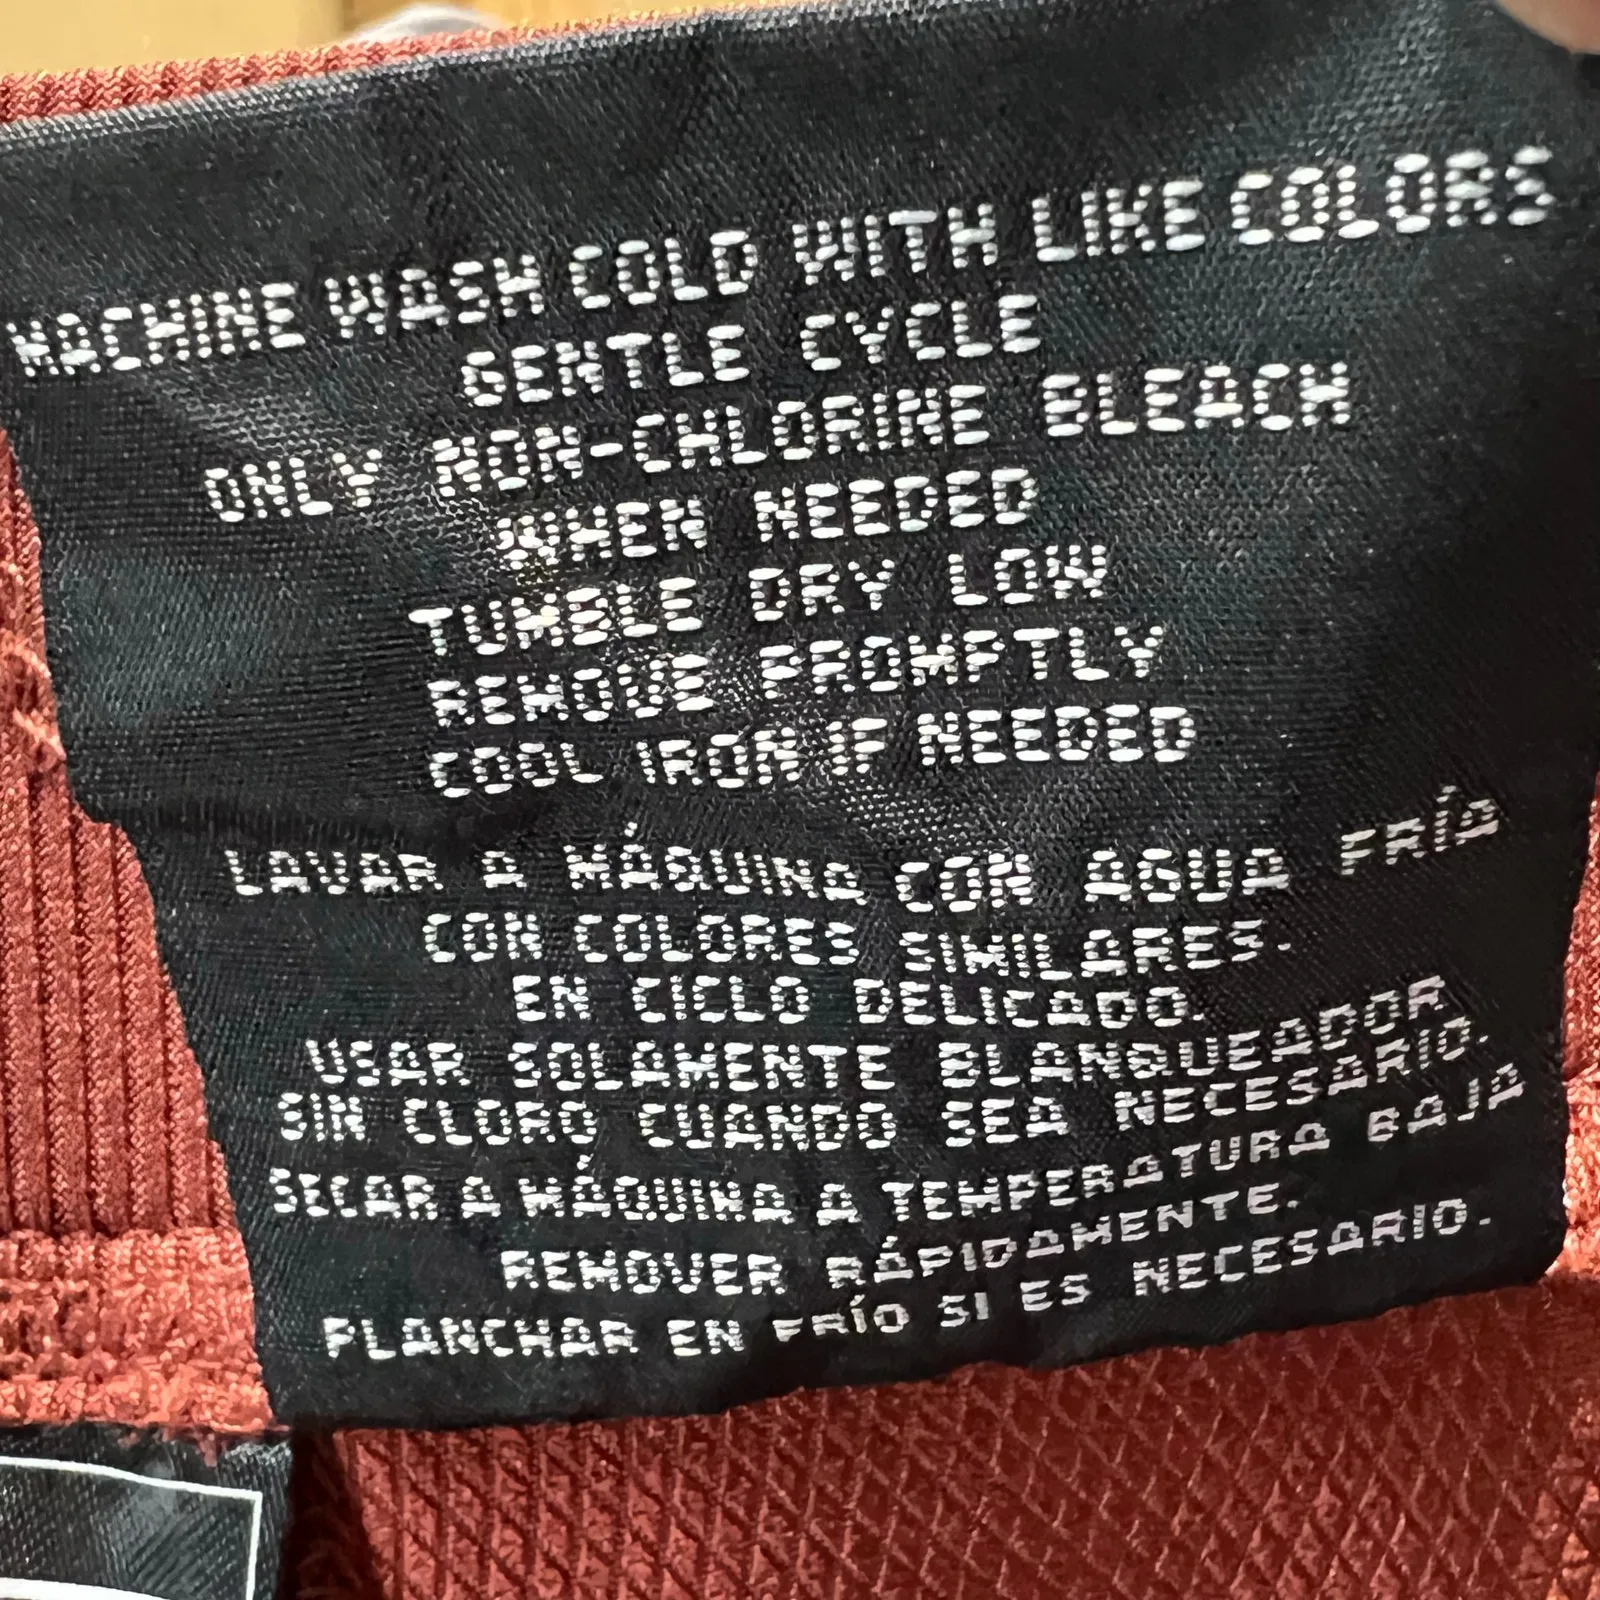 MACHINE WASH COLD WITH LIKE COLORS
GENTLE CYCLE
ONLY NON-CHLORINE BLEACH
WHEN NEEDED
TUMBLE DRY LOW
REMOVE PROMPTLY
COOL IRON IF NEEDED
LAVAR A MÁQUINA CON AGUA FRÍA
CON COLORES SIMILARES.
EN CICLO DELICADO.
USAR SOLAMENTE BLANQUEADOR
SIN CLORO CUANDO SEA NECESARIO.
SECAR A MÁQUINA A TEMPERATURA BAJA
REMOVER RÁPIDAMENTE.
PLANCHAR EN FRÍO SI ES NECESARIO.